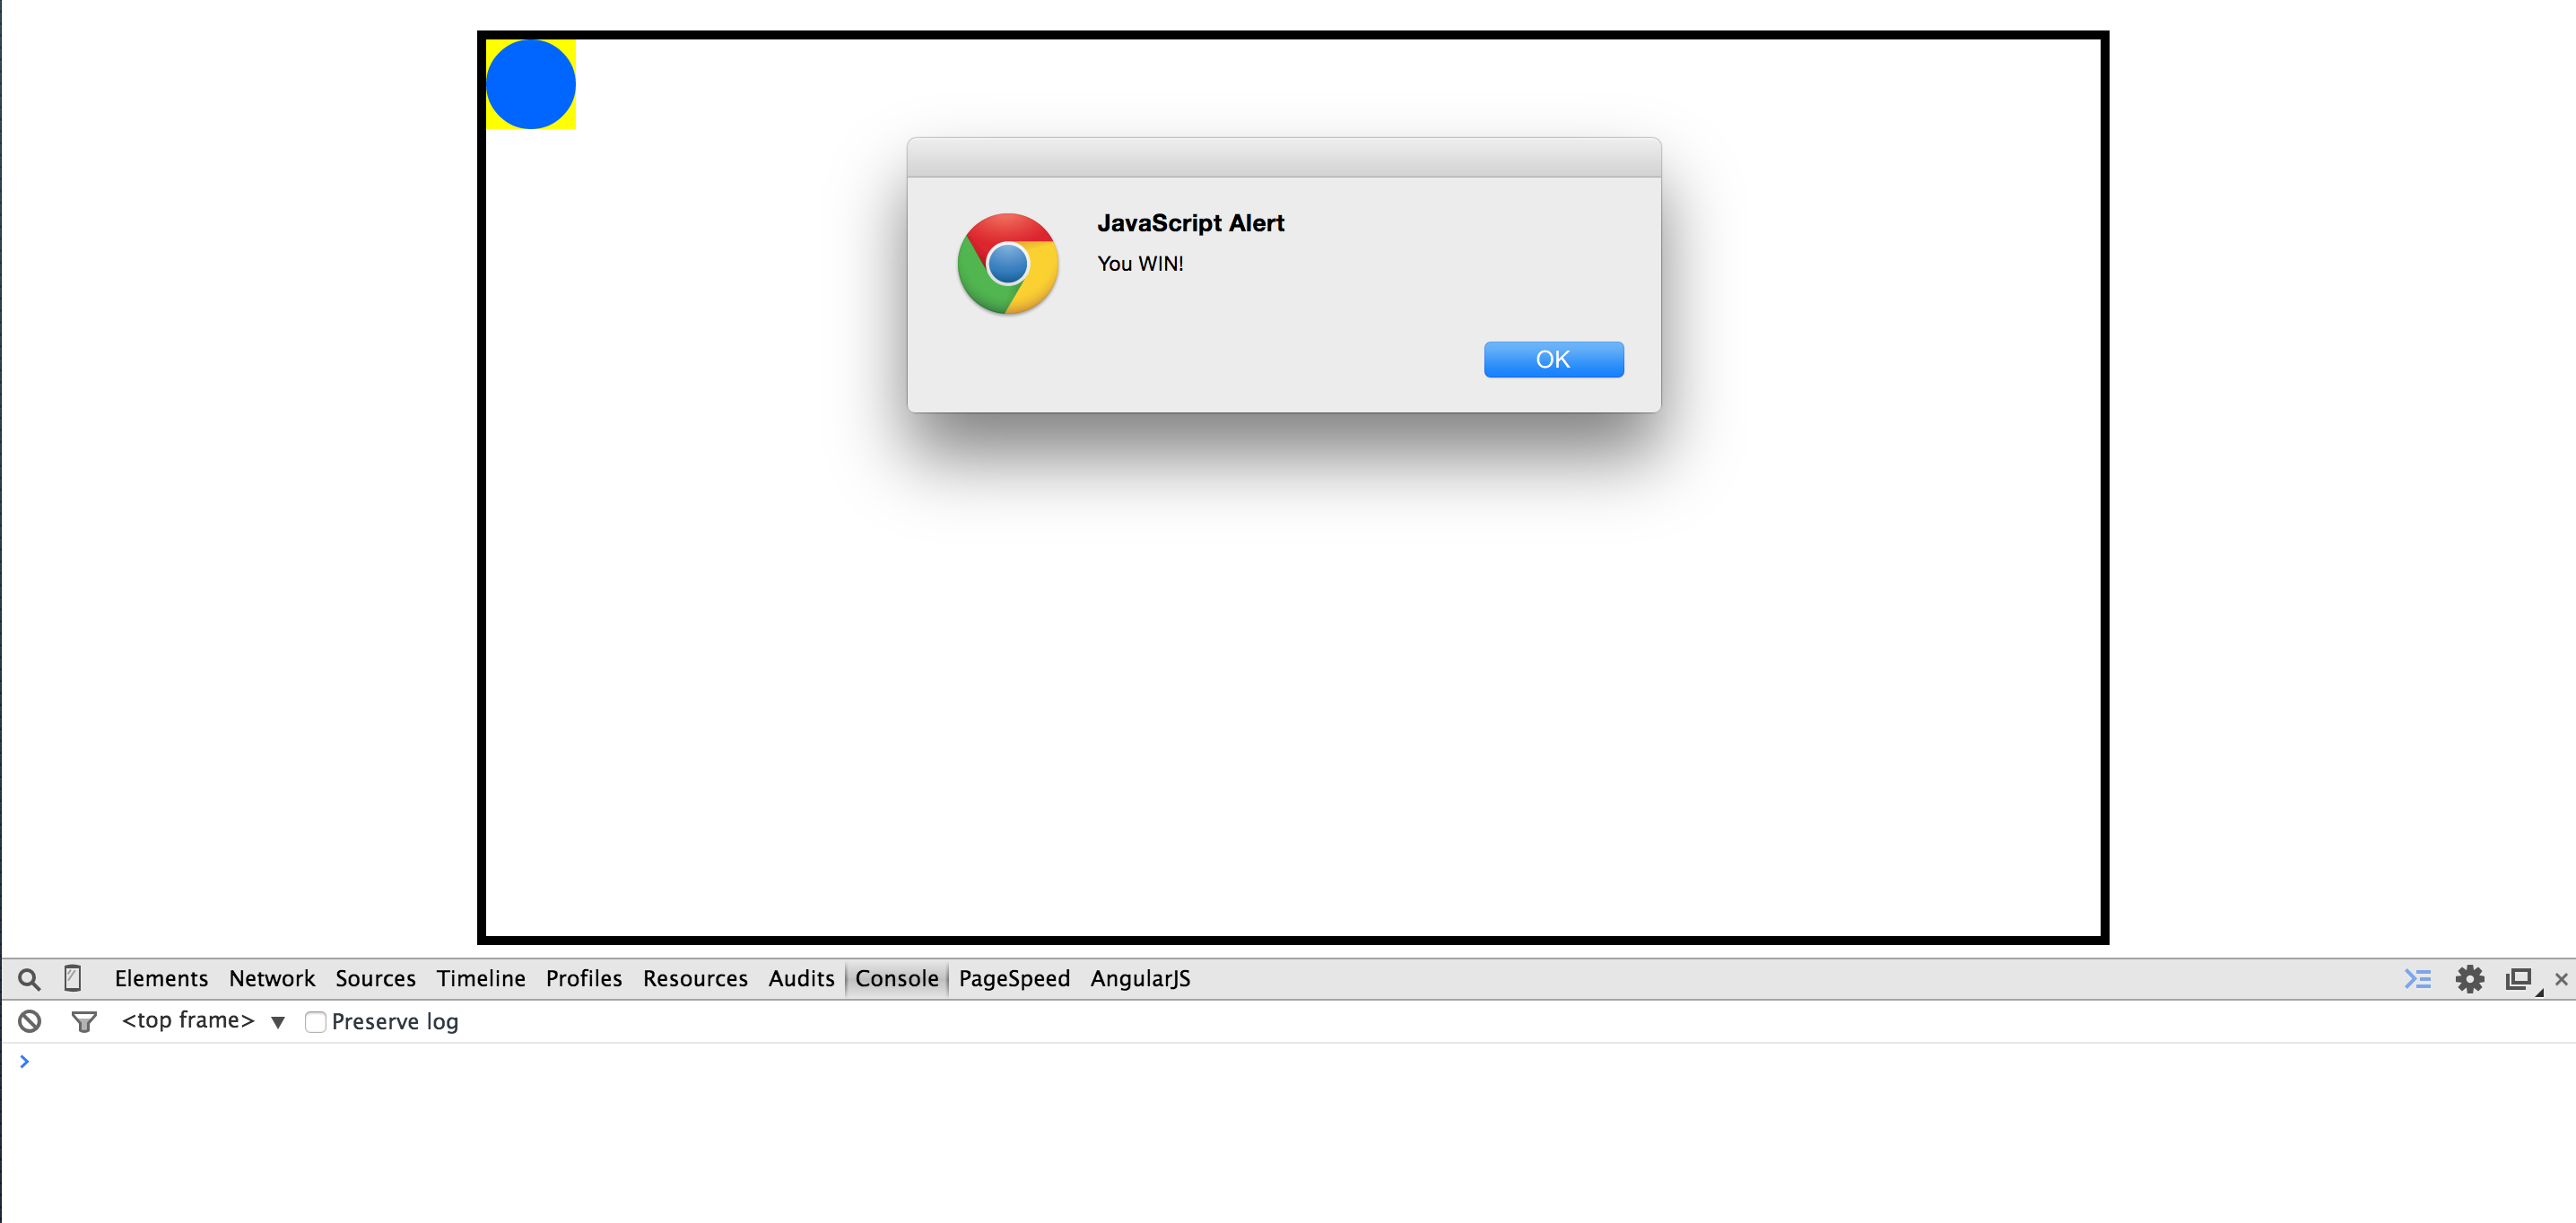 JavaScript Alert
You WIN!
OK
Elements Network Sources Timeline Profiles Resources Audits Console PageSpeed AngularJS
<top frame> ▼ Preserve log